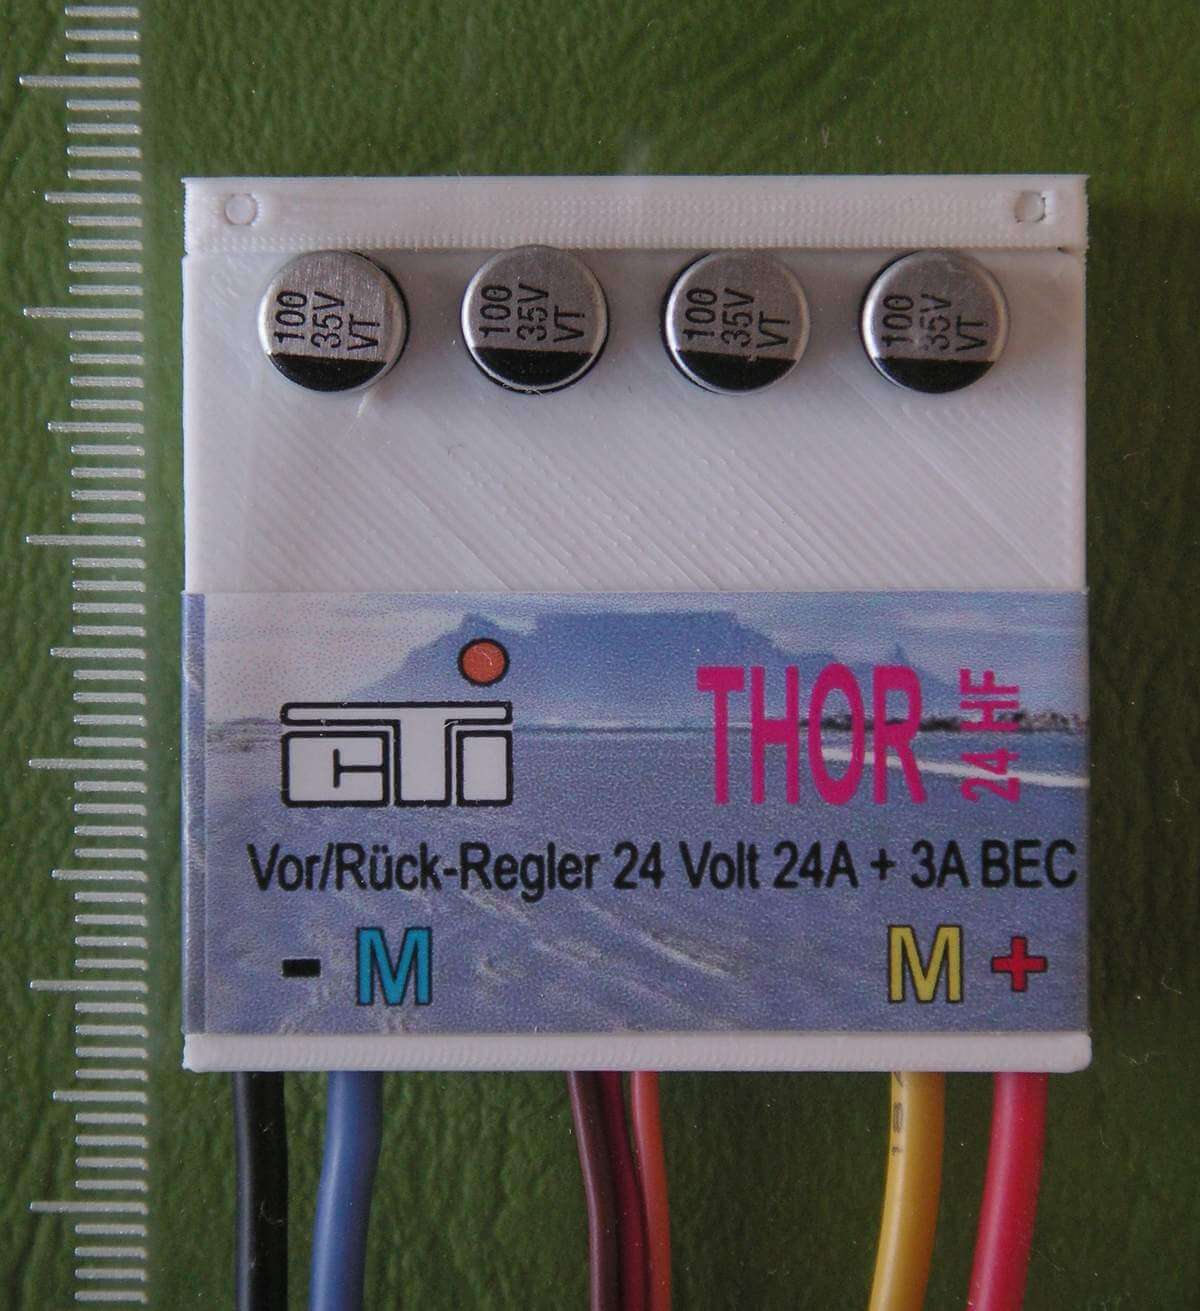 100 35V VT
100 35V VT
100 35V VT
100 35V VT
CTI
THOR 24 HF
Vor/Rück-Regler 24 Volt 24A + 3A BEC
- M M +